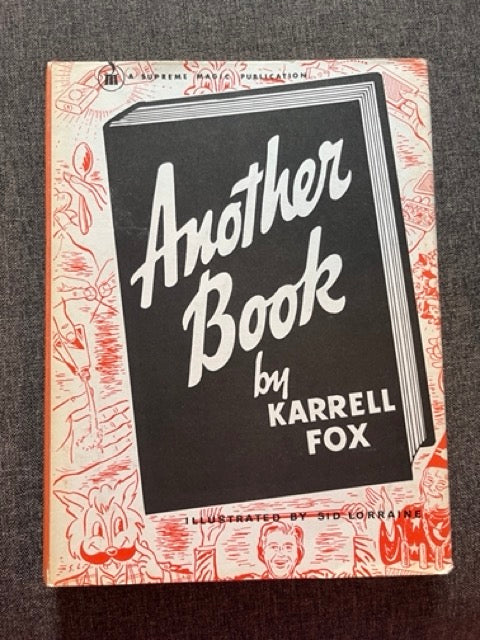 A SUPREME MAGIC PUBLICATION
Another
Book
by
KARRELL
FOX
ILLUSTRATED BY SID LORRAINE